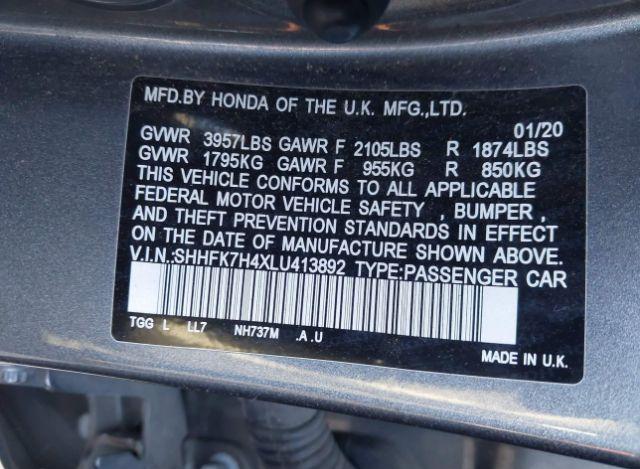 MFD.BY HONDA OF THE U.K. MFG.,LTD.
01/20
GVWR 3957LBS GAWR F 2105LBS R 1874LBS
GVWR 1795KG GAWR F 955KG R 850KG
THIS VEHICLE CONFORMS TO ALL APPLICABLE
FEDERAL MOTOR VEHICLE SAFETY , BUMPER ,
AND THEFT PREVENTION STANDARDS IN EFFECT
ON THE DATE OF MANUFACTURE SHOWN ABOVE.
V.I.N.:SHHFK7H4XLU413892 TYPE:PASSENGER CAR
TGG L LL7 NH737M .A .U
MADE IN U.K.